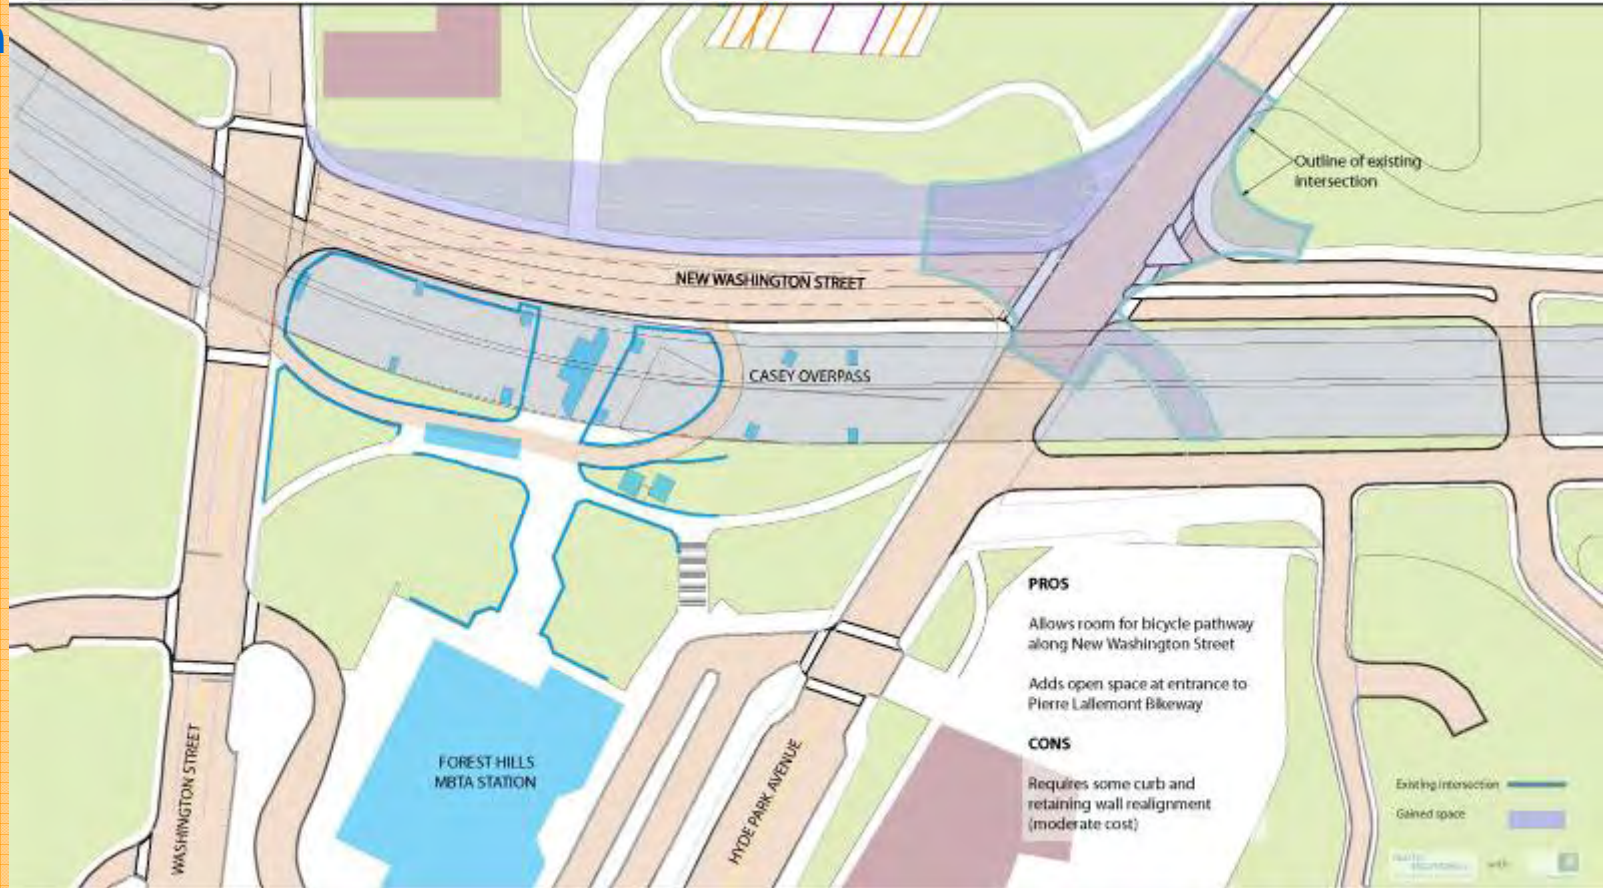 Outline of existing
intersection
NEW WASHINGTON STREET
CASEY OVERPASS
PROS
Allows room for bicycle pathway
along New Washington Street
Adds open space at entrance to
Pierre Lallemont Bikeway
CONS
Requires some curb and
retaining wall realignment
(moderate cost)
FOREST HILLS
MBTA STATION
WASHINGTON STREET
HYDE PARK AVENUE
Existing intersection
Gained space
with